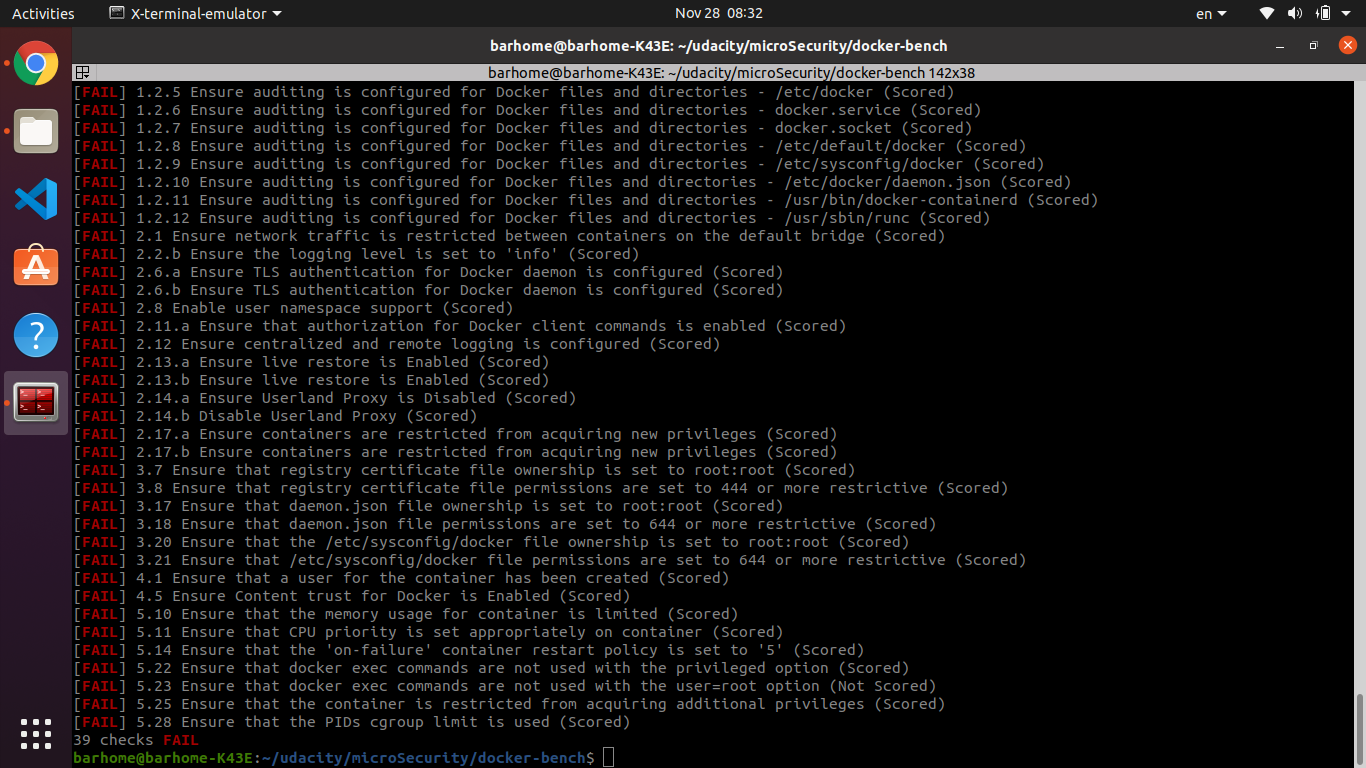 Activities X-terminal-emulator Nov 28 08:32 en
barhome@barhome-K43E: ~/udacity/microSecurity/docker-bench
barhome@barhome-K43E: ~/udacity/microSecurity/docker-bench 142x38
[FAIL] 1.2.5 Ensure auditing is configured for Docker files and directories - /etc/docker (Scored)
[FAIL] 1.2.6 Ensure auditing is configured for Docker files and directories - docker.service (Scored)
[FAIL] 1.2.7 Ensure auditing is configured for Docker files and directories - docker.socket (Scored)
[FAIL] 1.2.8 Ensure auditing is configured for Docker files and directories - /etc/default/docker (Scored)
[FAIL] 1.2.9 Ensure auditing is configured for Docker files and directories - /etc/sysconfig/docker (Scored)
[FAIL] 1.2.10 Ensure auditing is configured for Docker files and directories - /etc/docker/daemon.json (Scored)
[FAIL] 1.2.11 Ensure auditing is configured for Docker files and directories - /usr/bin/docker-containerd (Scored)
[FAIL] 1.2.12 Ensure auditing is configured for Docker files and directories - /usr/sbin/runc (Scored)
[FAIL] 2.1 Ensure network traffic is restricted between containers on the default bridge (Scored)
[FAIL] 2.2.b Ensure the logging level is set to 'info' (Scored)
[FAIL] 2.6.a Ensure TLS authentication for Docker daemon is configured (Scored)
[FAIL] 2.6.b Ensure TLS authentication for Docker daemon is configured (Scored)
[FAIL] 2.8 Enable user namespace support (Scored)
[FAIL] 2.11.a Ensure that authorization for Docker client commands is enabled (Scored)
[FAIL] 2.12 Ensure centralized and remote logging is configured (Scored)
[FAIL] 2.13.a Ensure live restore is Enabled (Scored)
[FAIL] 2.13.b Ensure live restore is Enabled (Scored)
[FAIL] 2.14.a Ensure Userland Proxy is Disabled (Scored)
[FAIL] 2.14.b Disable Userland Proxy (Scored)
[FAIL] 2.17.a Ensure containers are restricted from acquiring new privileges (Scored)
[FAIL] 2.17.b Ensure containers are restricted from acquiring new privileges (Scored)
[FAIL] 3.7 Ensure that registry certificate file ownership is set to root:root (Scored)
[FAIL] 3.8 Ensure that registry certificate file permissions are set to 444 or more restrictive (Scored)
[FAIL] 3.17 Ensure that daemon.json file ownership is set to root:root (Scored)
[FAIL] 3.18 Ensure that daemon.json file permissions are set to 644 or more restrictive (Scored)
[FAIL] 3.20 Ensure that the /etc/sysconfig/docker file ownership is set to root:root (Scored)
[FAIL] 3.21 Ensure that /etc/sysconfig/docker file permissions are set to 644 or more restrictive (Scored)
[FAIL] 4.1 Ensure that a user for the container has been created (Scored)
[FAIL] 4.5 Ensure Content trust for Docker is Enabled (Scored)
[FAIL] 5.10 Ensure that the memory usage for container is limited (Scored)
[FAIL] 5.11 Ensure that CPU priority is set appropriately on container (Scored)
[FAIL] 5.14 Ensure that the 'on-failure' container restart policy is set to '5' (Scored)
[FAIL] 5.22 Ensure that docker exec commands are not used with the privileged option (Scored)
[FAIL] 5.23 Ensure that docker exec commands are not used with the user=root option (Not Scored)
[FAIL] 5.25 Ensure that the container is restricted from acquiring additional privileges (Scored)
[FAIL] 5.28 Ensure that the PIDs cgroup limit is used (Scored)
39 checks FAIL
barhome@barhome-K43E:~/udacity/microSecurity/docker-bench$